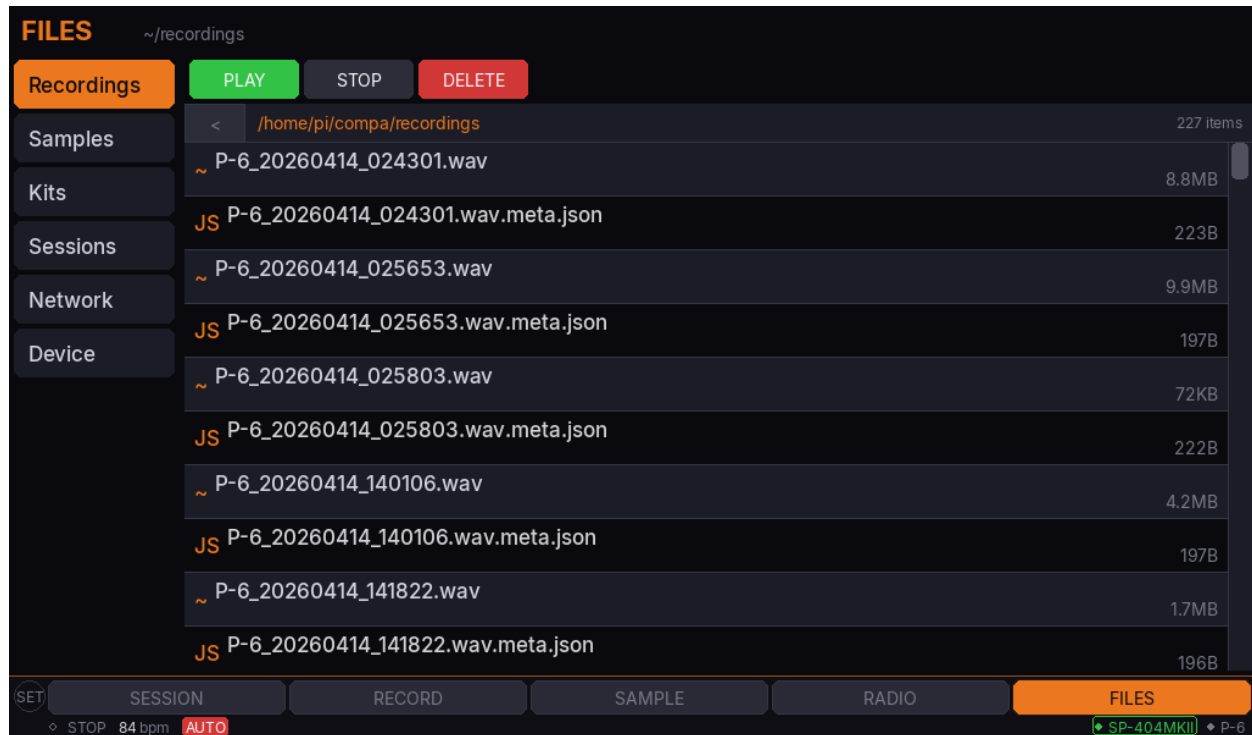 FILES ~/recordings
Recordings
Samples
Kits
Sessions
Network
Device
PLAY STOP DELETE
< /home/pi/compa/recordings 227 items
~ P-6_20260414_024301.wav 8.8MB
JS P-6_20260414_024301.wav.meta.json 223B
~ P-6_20260414_025653.wav 9.9MB
JS P-6_20260414_025653.wav.meta.json 197B
~ P-6_20260414_025803.wav 72KB
JS P-6_20260414_025803.wav.meta.json 222B
~ P-6_20260414_140106.wav 4.2MB
JS P-6_20260414_140106.wav.meta.json 197B
~ P-6_20260414_141822.wav 1.7MB
JS P-6_20260414_141822.wav.meta.json 196B
SET SESSION RECORD SAMPLE RADIO FILES
◇ STOP 84 bpm AUTO ◆ SP-404MKII ◆ P-6